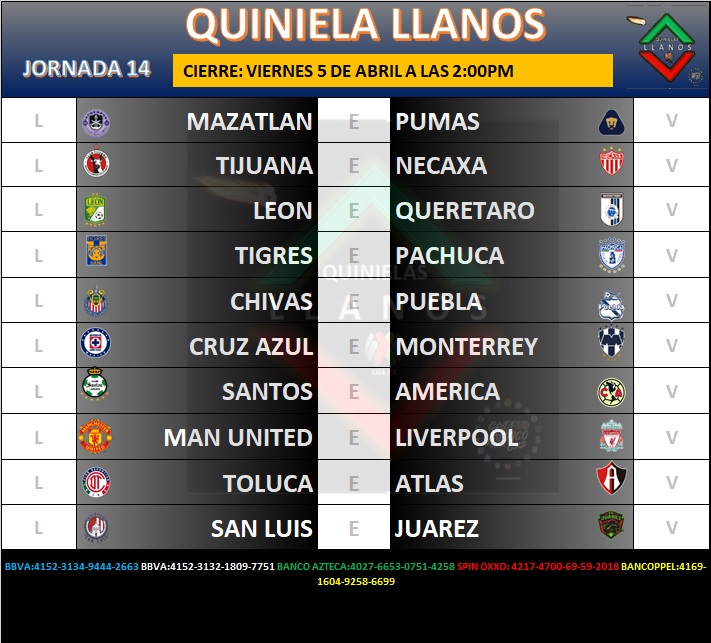 QUINIELA LLANOS
QUINIELAS
LLANOS
JORNADA 14
CIERRE: VIERNES 5 DE ABRIL A LAS 2:00PM
L MAZATLAN E PUMAS V
L TIJUANA E NECAXA V
L LEON E QUERETARO V
L TIGRES E PACHUCA V
QUINIELAS
L CHIVAS E PUEBLA V
LLANOS
L CRUZ AZUL E MONTERREY V
L SANTOS E AMERICA V
L MAN UNITED E LIVERPOOL V
L TOLUCA E ATLAS V
L SAN LUIS E JUAREZ V
BBVA:4152-3134-9444-2663 BBVA:4152-3132-1809-7751 BANCO AZTECA:4027-6653-0751-4258 SPIN OXXO: 4217-4700-69-59-2018 BANCOPPEL:4169-
1604-9258-6699